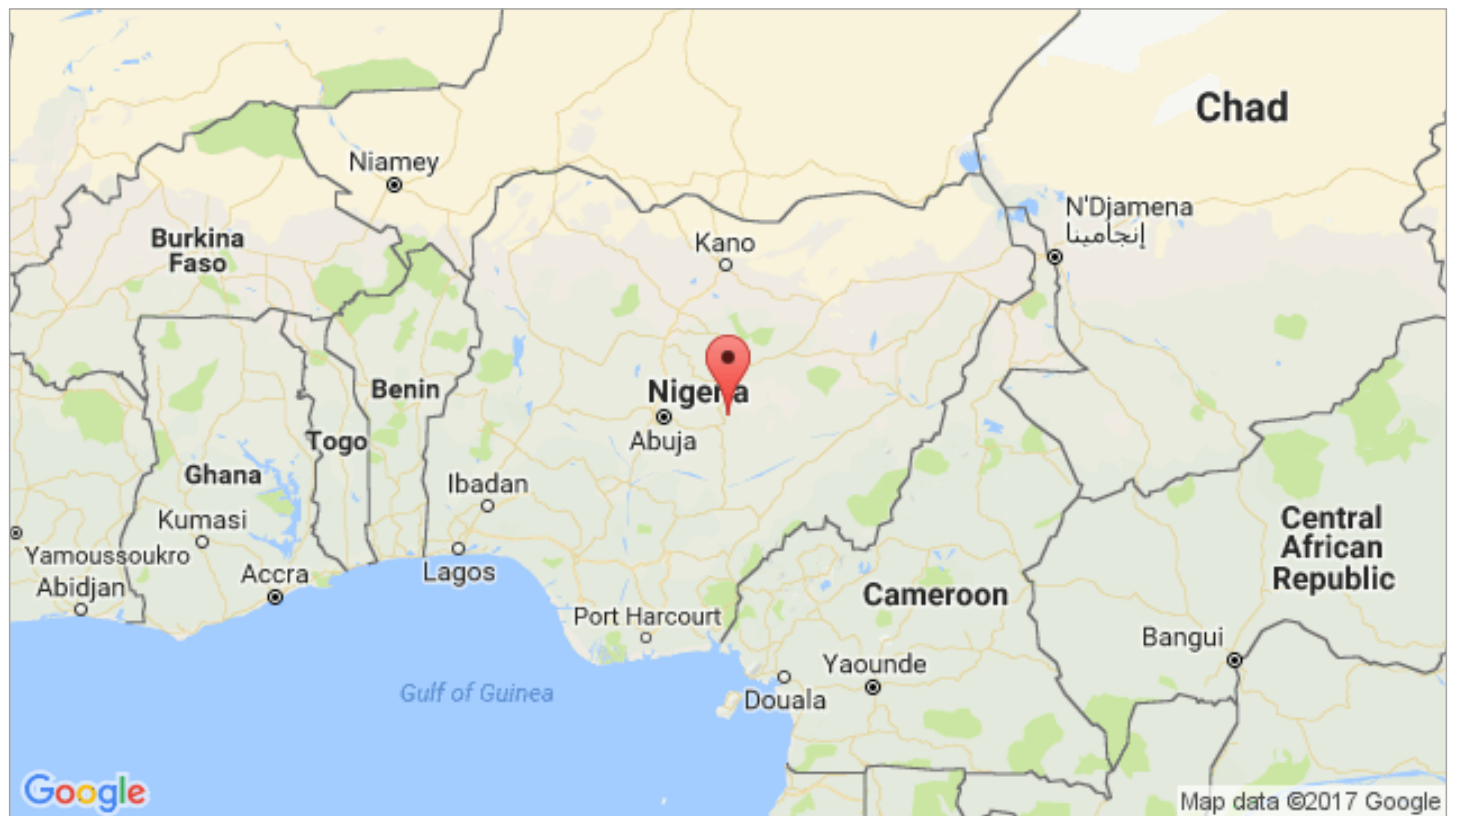 Chad
Niamey
N'Djamena
إنجامينا
Burkina
Faso
Kano
Benin
Nigeria
Abuja
Togo
Ghana
Ibadan
Kumasi
Yamoussoukro
Abidjan
Accra
Lagos
Central
African
Republic
Cameroon
Port Harcourt
Bangui
Yaounde
Douala
Gulf of Guinea
Google
Map data ©2017 Google